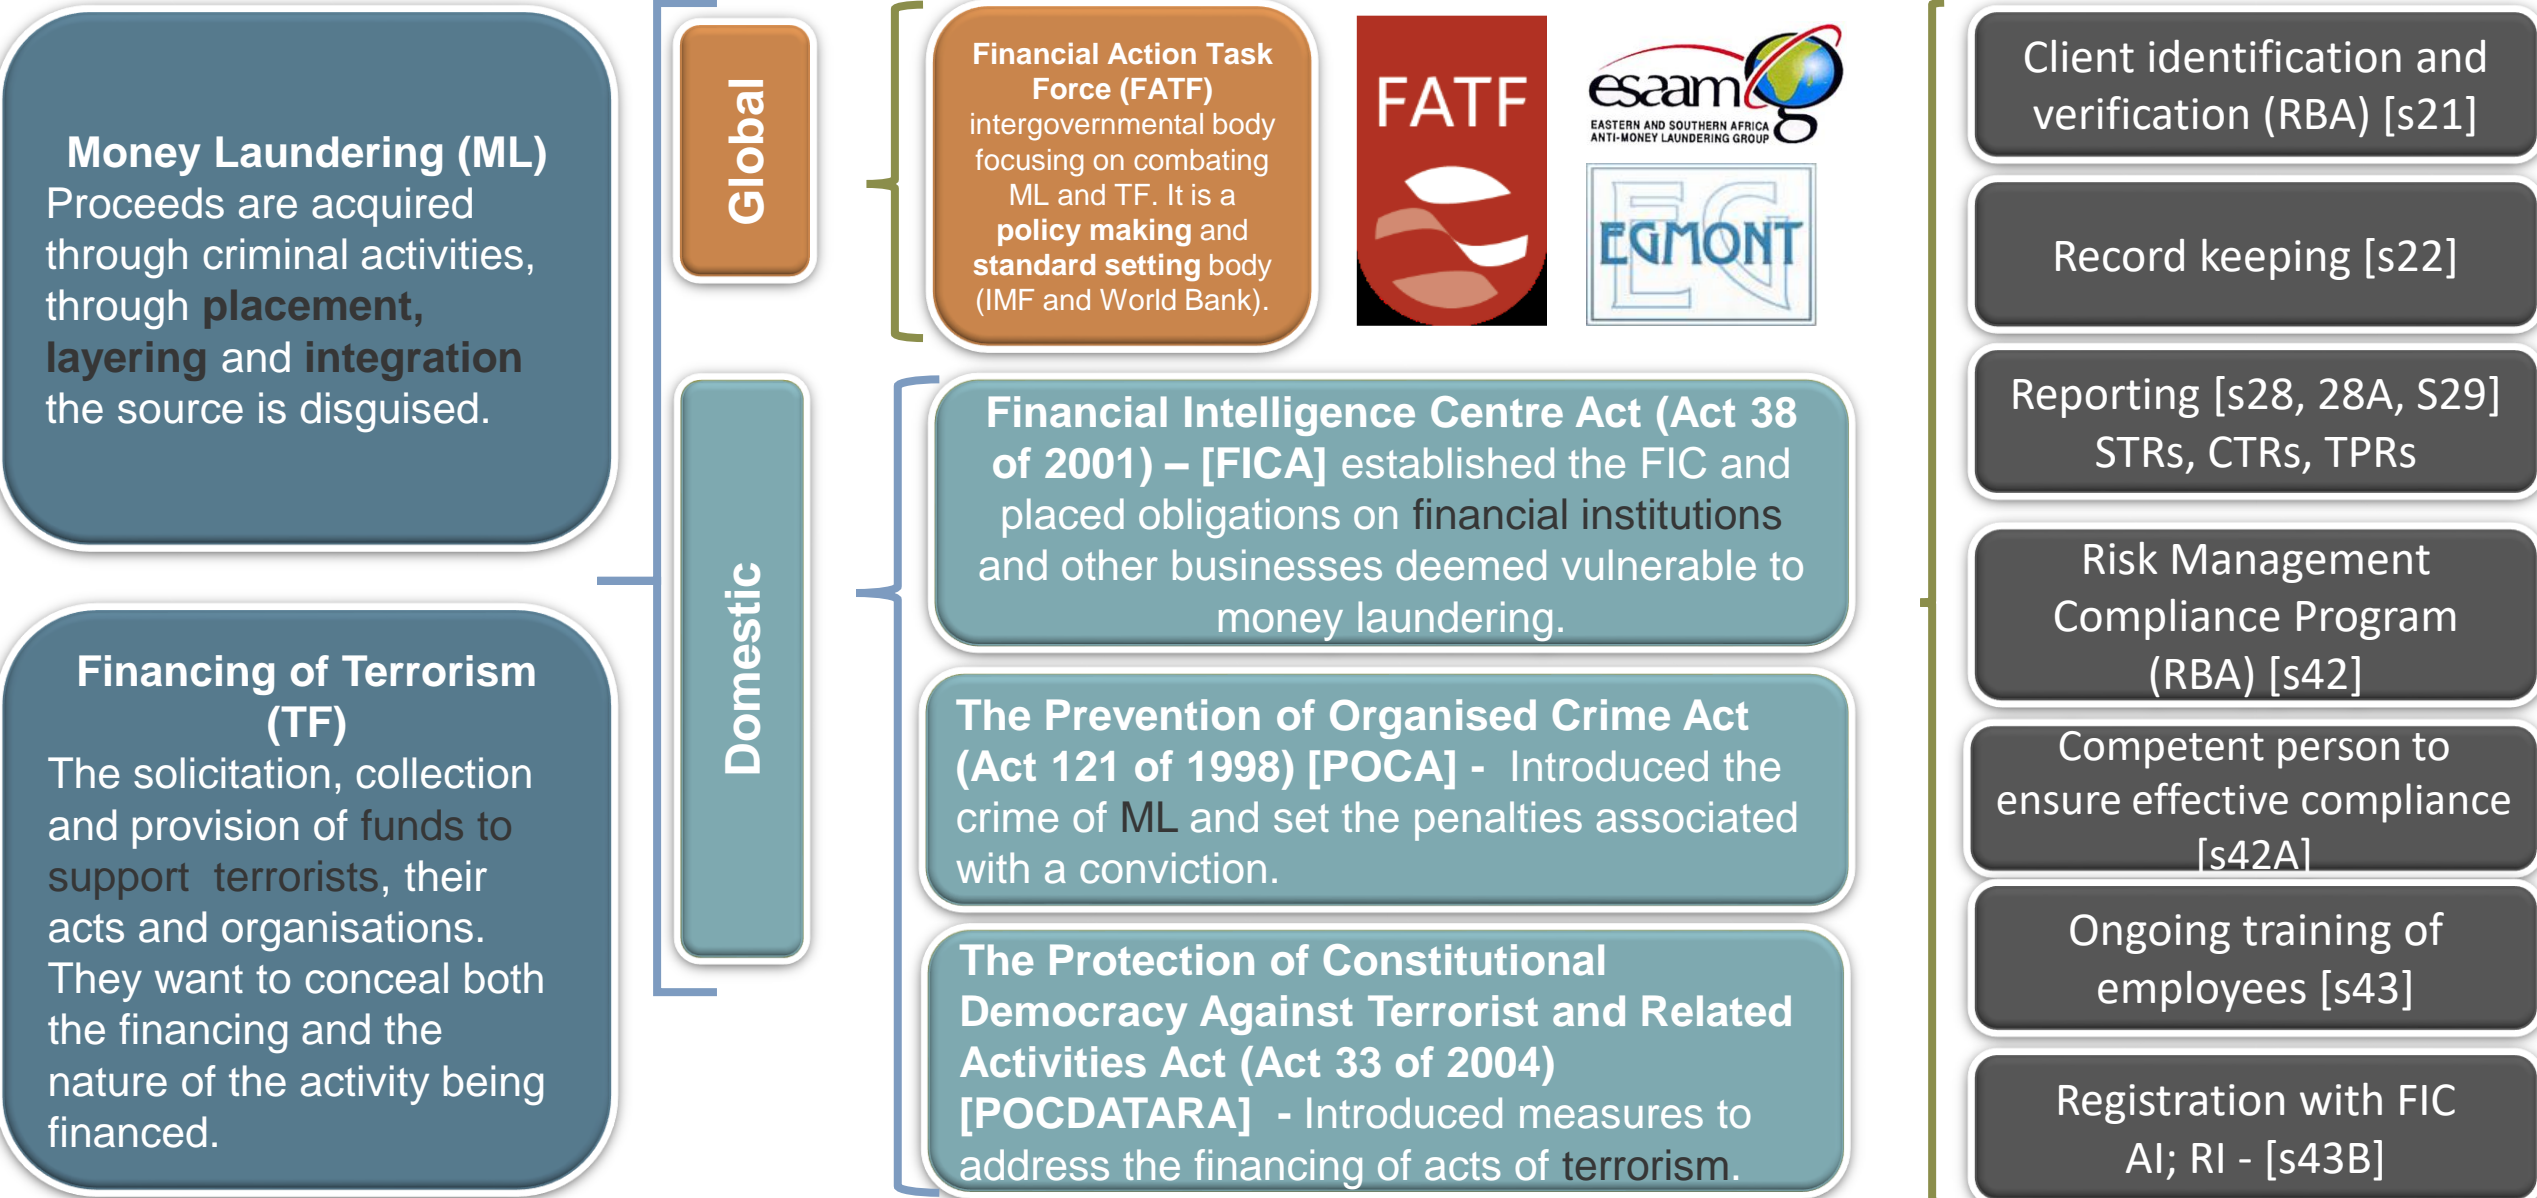 Money Laundering (ML)
Proceeds are acquired
through criminal activities,
through placement,
layering and integration
the source is disguised.
Financing of Terrorism
(TF)
The solicitation, collection
and provision of funds to
support terrorists, their
acts and organisations.
They want to conceal both
the financing and the
nature of the activity being
financed.
Global
Domestic
Financial Action Task
Force (FATF)
intergovernmental body
focusing on combating
ML and TF. It is a
policy making and
standard setting body
(IMF and World Bank).
FATF
esaamlg
EASTERN AND SOUTHERN AFRICA
ANTI-MONEY LAUNDERING GROUP
EG
EGMONT
Financial Intelligence Centre Act (Act 38
of 2001) – [FICA] established the FIC and
placed obligations on financial institutions
and other businesses deemed vulnerable to
money laundering.
The Prevention of Organised Crime Act
(Act 121 of 1998) [POCA] - Introduced the
crime of ML and set the penalties associated
with a conviction.
The Protection of Constitutional
Democracy Against Terrorist and Related
Activities Act (Act 33 of 2004)
[POCDATARA] - Introduced measures to
address the financing of acts of terrorism.
Client identification and
verification (RBA) [s21]
Record keeping [s22]
Reporting [s28, 28A, S29]
STRs, CTRs, TPRs
Risk Management
Compliance Program
(RBA) [s42]
Competent person to
ensure effective compliance
[s42A]
Ongoing training of
employees [s43]
Registration with FIC
AI; RI - [s43B]